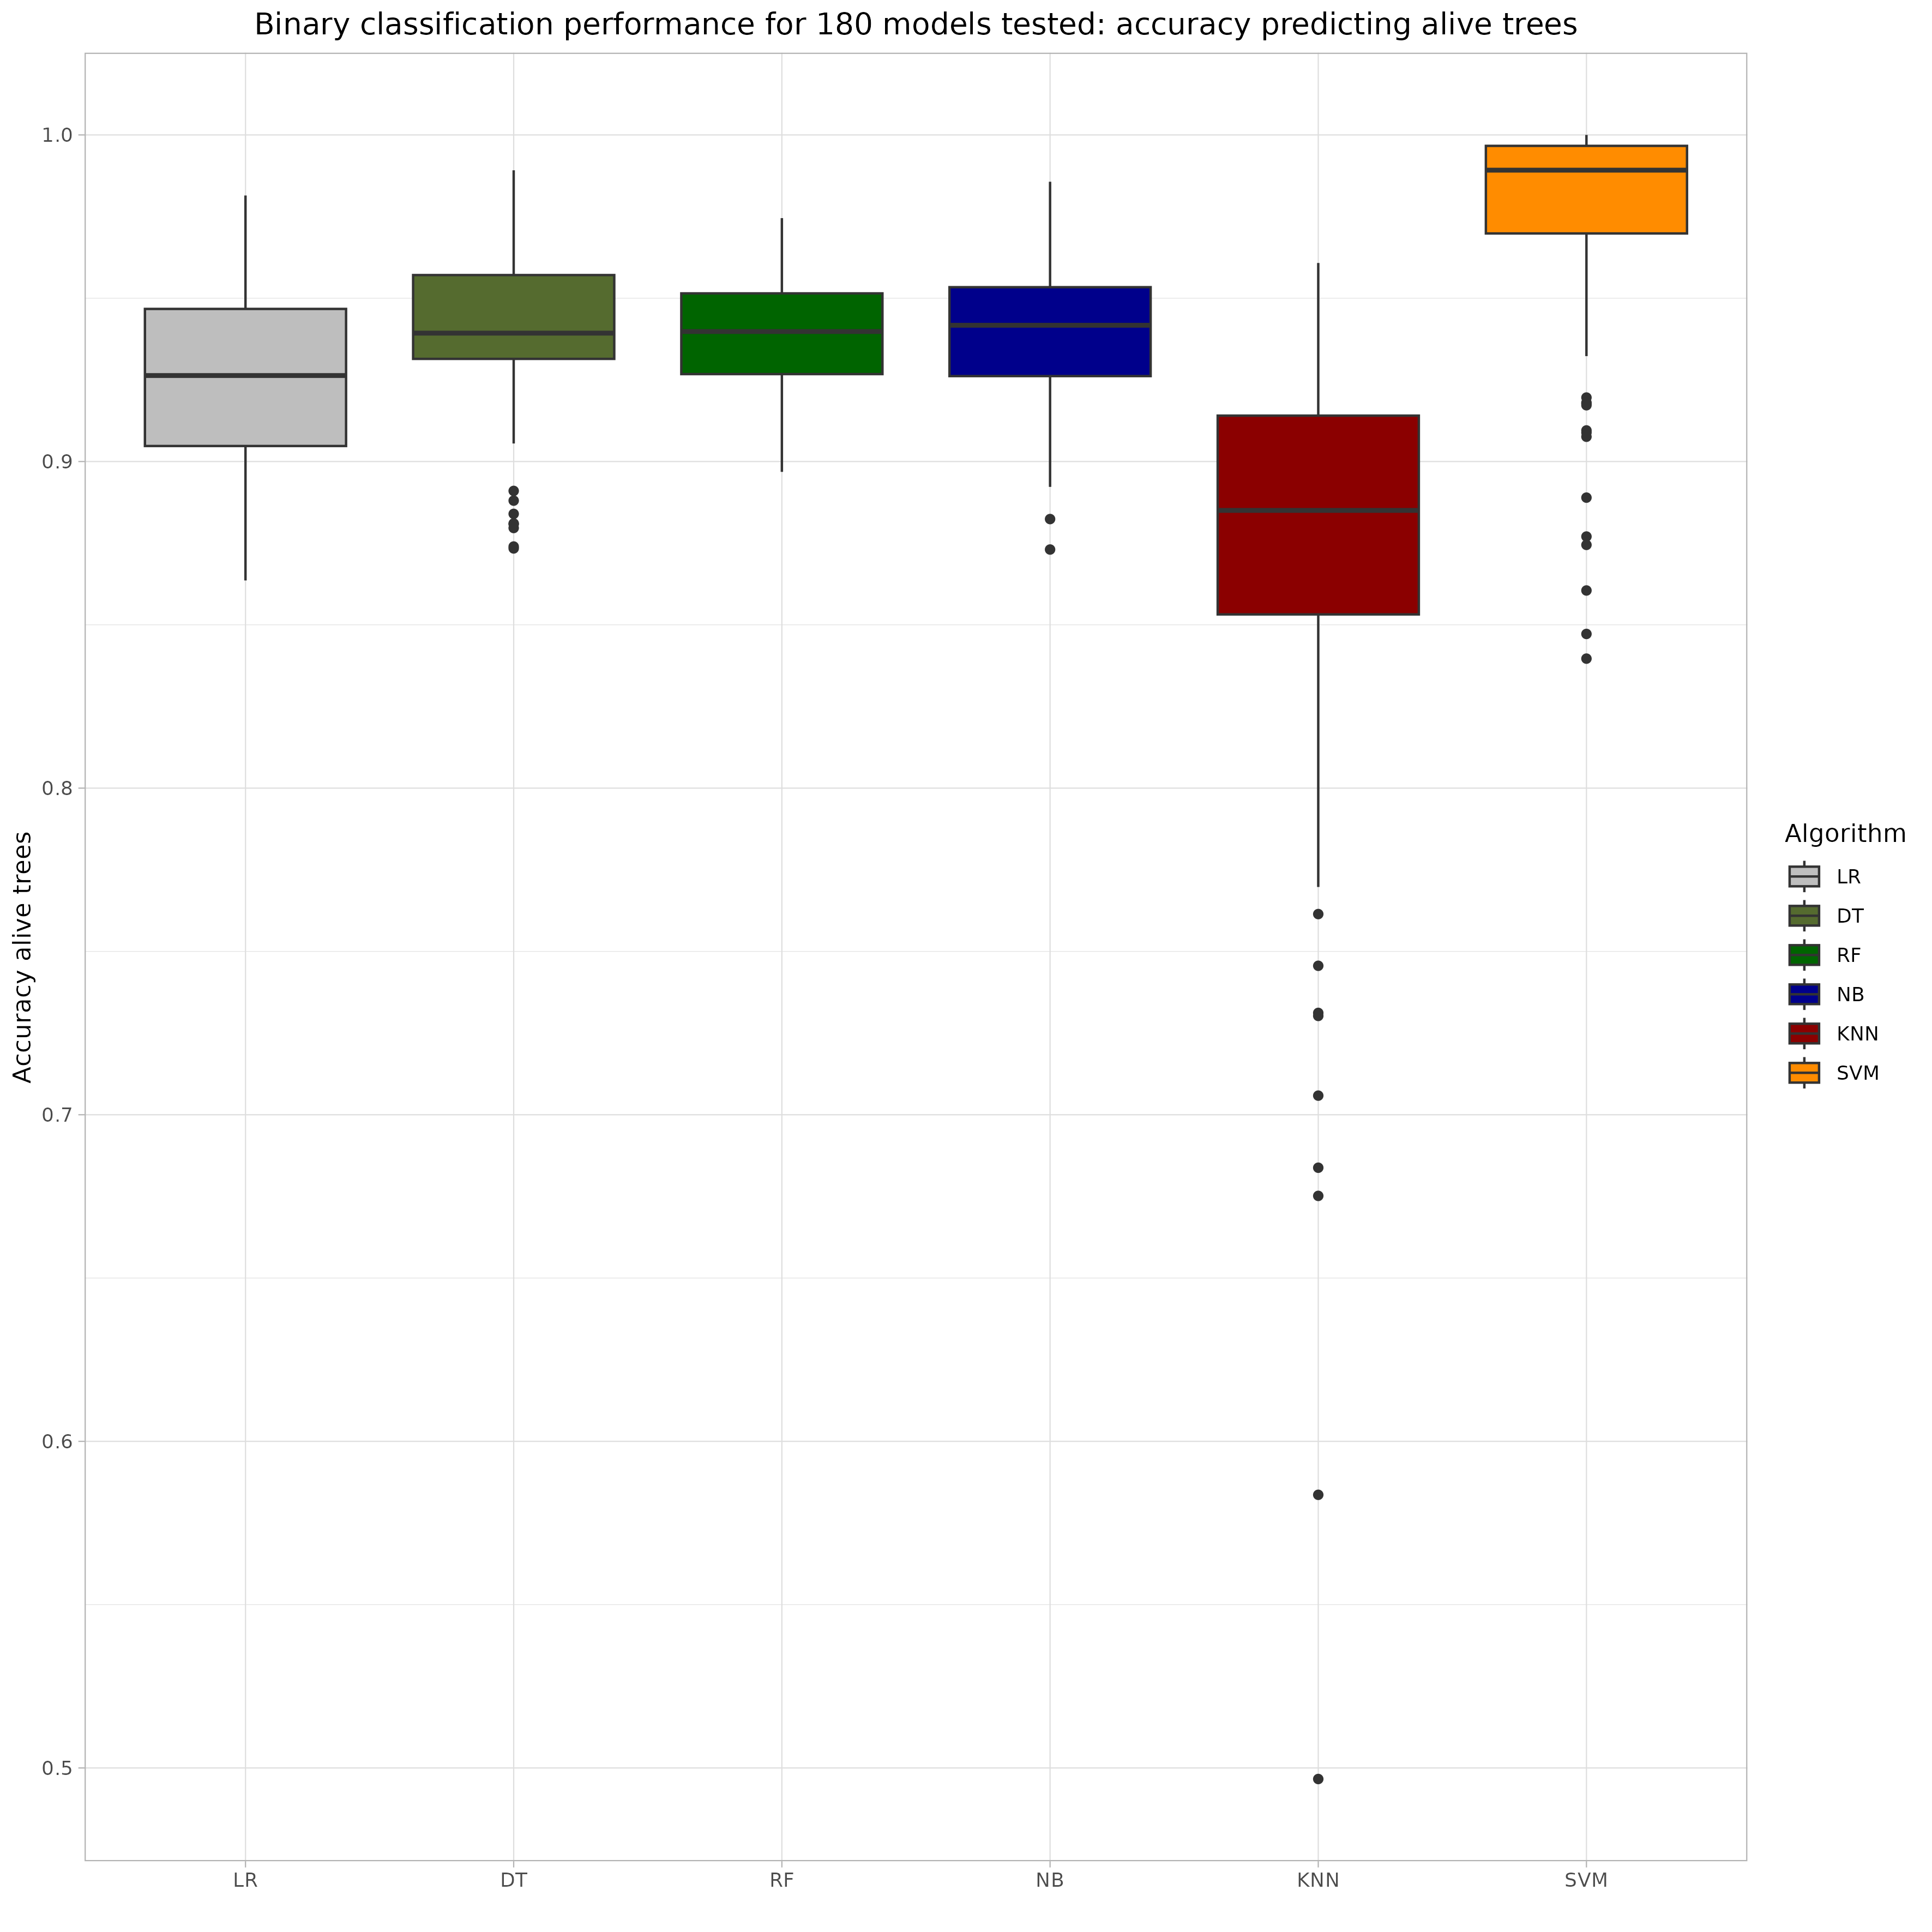 Binary classification performance for 180 models tested: accuracy predicting alive trees
Accuracy alive trees
1.0
0.9
0.8
0.7
0.6
0.5
LR
DT
RF
NB
KNN
SVM
Algorithm
LR
DT
RF
NB
KNN
SVM